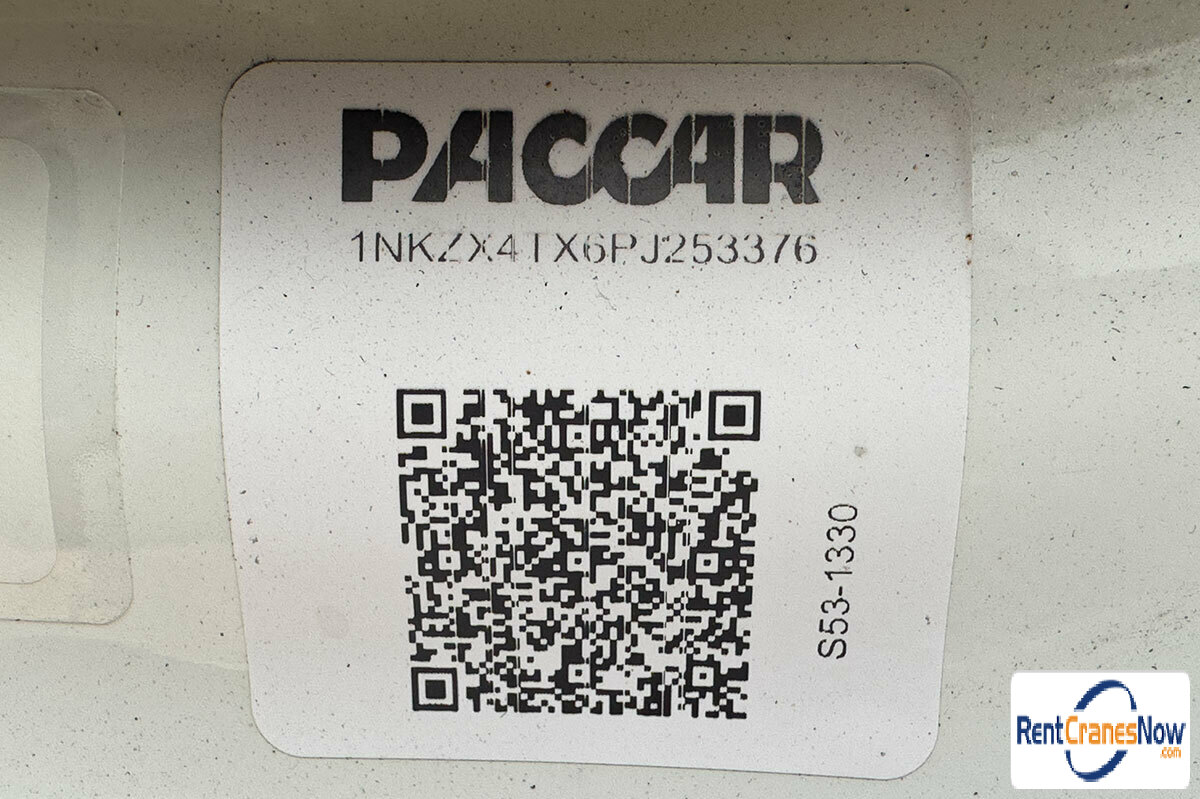 PACCAR
1NKZX4TX6PJ253376
S53-1330
RentCranesNow
.com